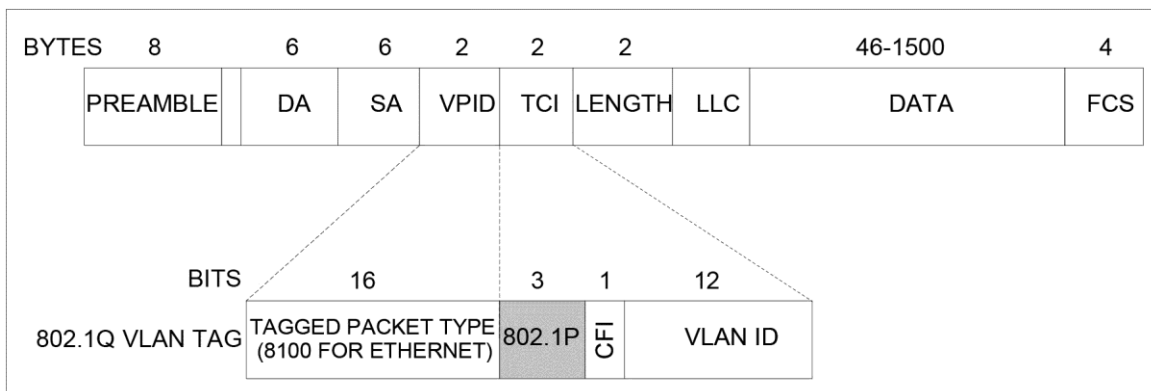 BYTES 8 6 6 2 2 2 46-1500 4
PREAMBLE DA SA VPID TCI LENGTH LLC DATA FCS
BITS 16 3 1 12
802.1Q VLAN TAG TAGGED PACKET TYPE
(8100 FOR ETHERNET) 802.1P CFI VLAN ID